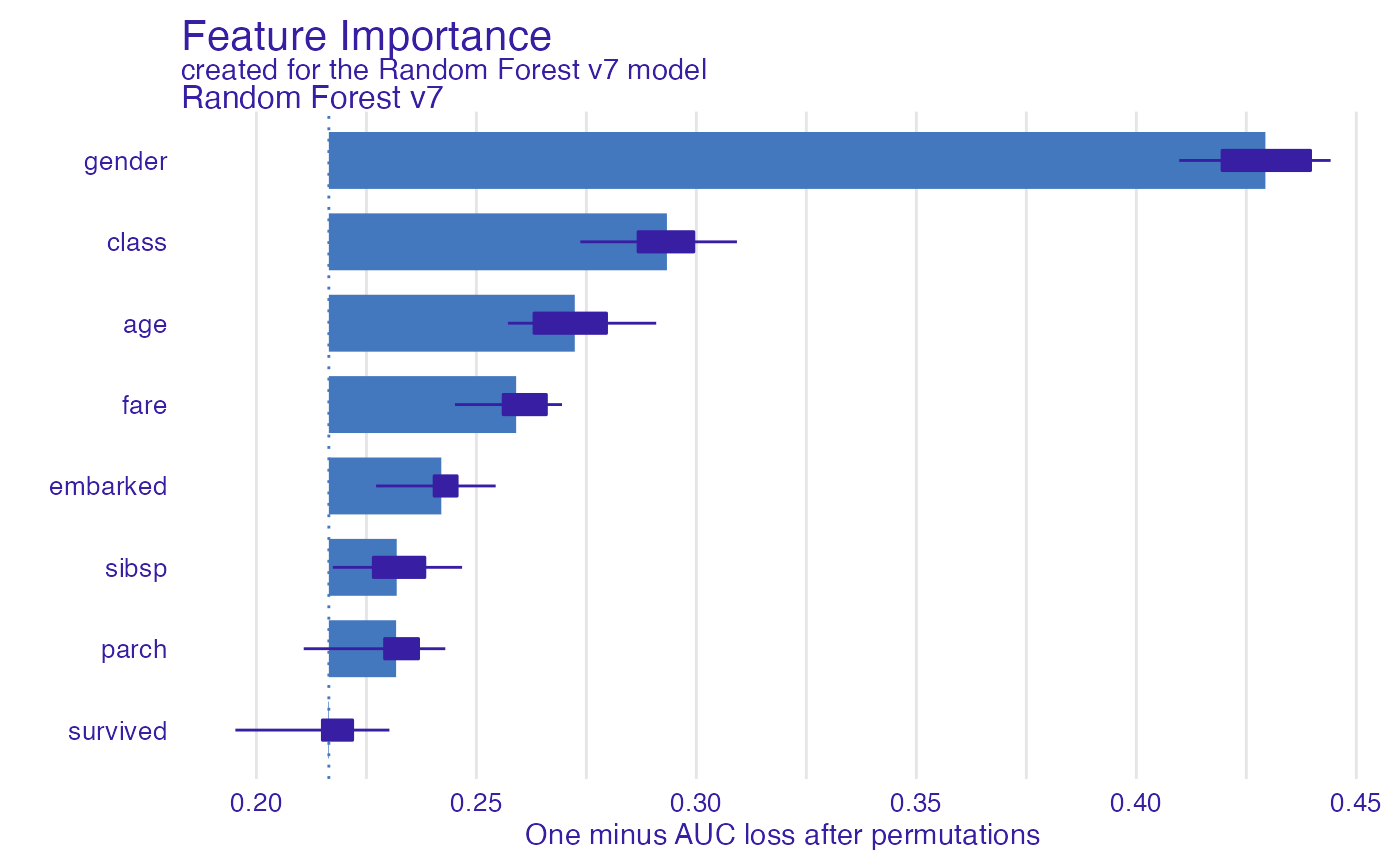 Feature Importance
created for the Random Forest v7 model
Random Forest v7
gender
class
age
fare
embarked
sibsp
parch
survived
0.20 0.25 0.30 0.35 0.40 0.45
One minus AUC loss after permutations